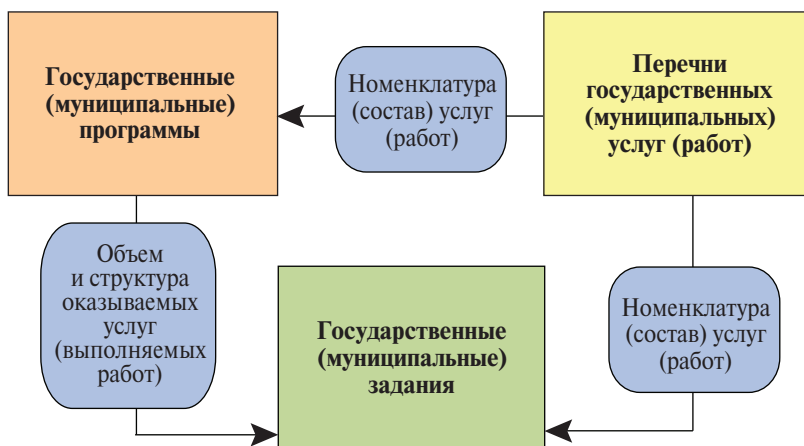 Государственные
(муниципальные)
программы
Номенклатура
(состав) услуг
(работ)
Перечни
государственных
(муниципальных)
услуг (работ)
Объем
и структура
оказываемых
услуг
(выполняемых
работ)
Государственные
(муниципальные)
задания
Номенклатура
(состав) услуг
(работ)